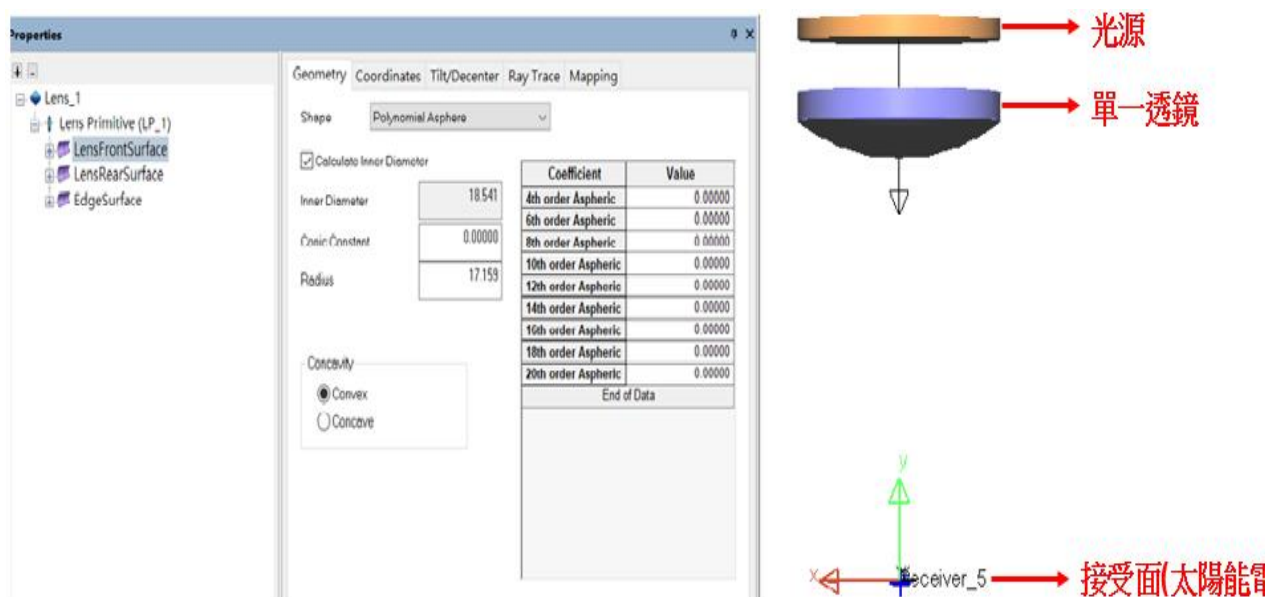 Properties
Lens_1
Lens Primitive (LP_1)
LensFrontSurface
LensRearSurface
EdgeSurface
Geometry Coordinates Tilt/Decenter Ray Trace Mapping
Shape Polynomial Asphere
Calculate Inner Diameter
Inner Diameter 18.541
Conic Constant 0.00000
Radius 17.159
Concavity
Convex
Concave
Coefficient Value
4th order Aspheric 0.00000
6th order Aspheric 0.00000
8th order Aspheric 0.00000
10th order Aspheric 0.00000
12th order Aspheric 0.00000
14th order Aspheric 0.00000
16th order Aspheric 0.00000
18th order Aspheric 0.00000
20th order Aspheric 0.00000
End of Data
光源
單一透鏡
y
x
eceiver_5
接受面(太陽能電